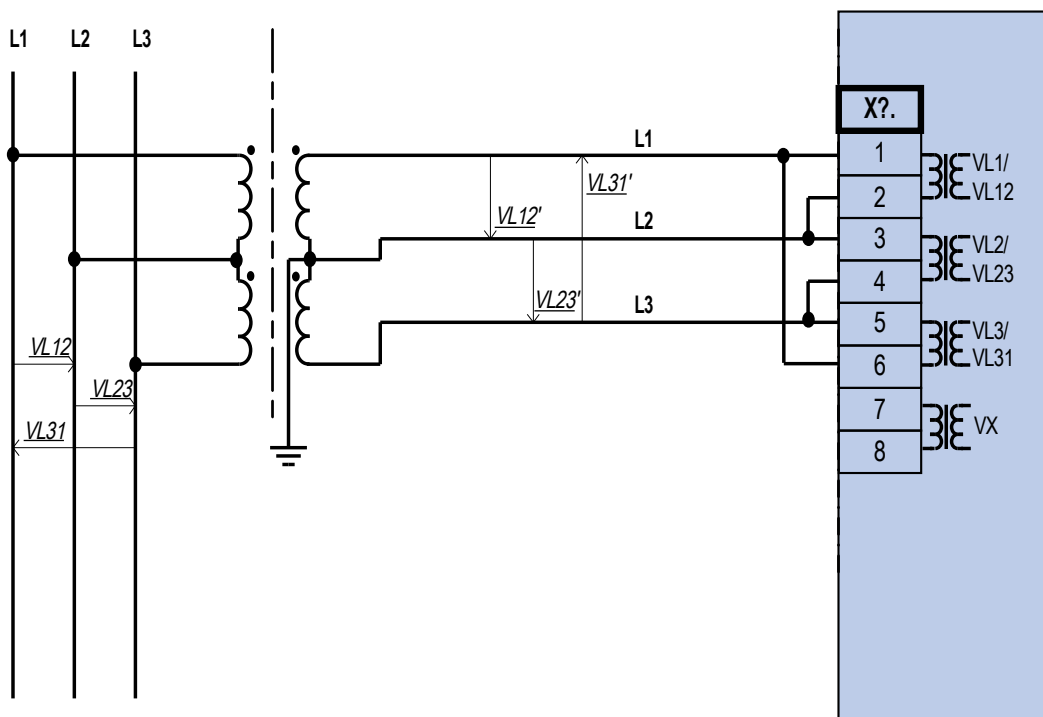 L1 L2 L3
X?.
L1
1
VL1/
VL31'
2
VL12
VL12'
L2
3
VL2/
VL23
4
VL23'
L3
5
VL3/
VL12
VL31
6
VL23
7
VX
VL31
8